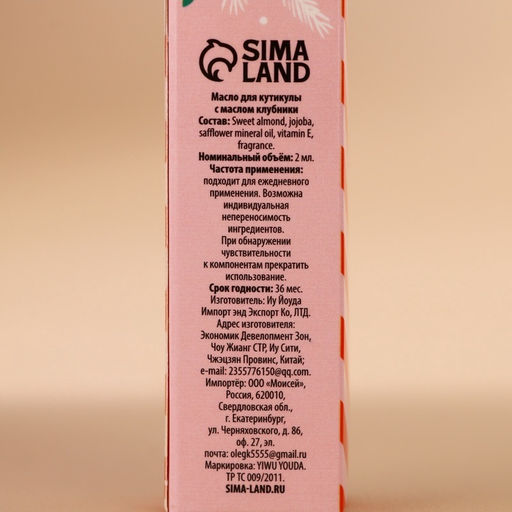 SIMA
LAND
Масло для кутикулы
с маслом клубники
Состав: Sweet almond, jojoba,
safflower mineral oil, vitamin E,
fragrance.
Номинальный объём: 2 мл.
Частота применения:
подходит для ежедневного
применения. Возможна
индивидуальная
непереносимость
ингредиентов.
При обнаружении
чувствительности
к компонентам прекратить
использование.
Срок годности: 36 мес.
Изготовитель: Иу Йоуда
Импорт энд Экспорт Ко, ЛТД.
Адрес изготовителя:
Экономик Девелопмент Зон,
Чоу Жианг СТР, Иу Сити,
Чжэцзян Провинс, Китай;
e-mail: 2355776150@qq.com.
Импортёр: ООО «Моисей»,
Россия, 620010,
Свердловская обл.,
г. Екатеринбург,
ул. Черняховского, д. 86,
оф. 27, эл.
почта: olegk5555@gmail.ru
Маркировка: YIWU YOUDA.
ТР ТС 009/2011.
SIMA-LAND.RU